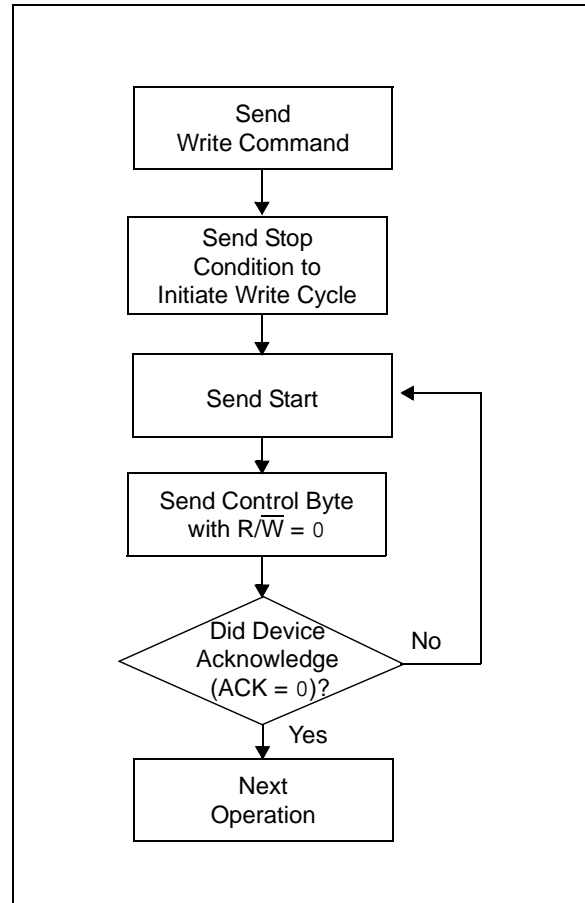 Send
Write Command
Send Stop
Condition to
Initiate Write Cycle
Send Start
Send Control Byte
with R/W̅ = 0
Did Device
Acknowledge
(ACK = 0)?
No
Yes
Next
Operation